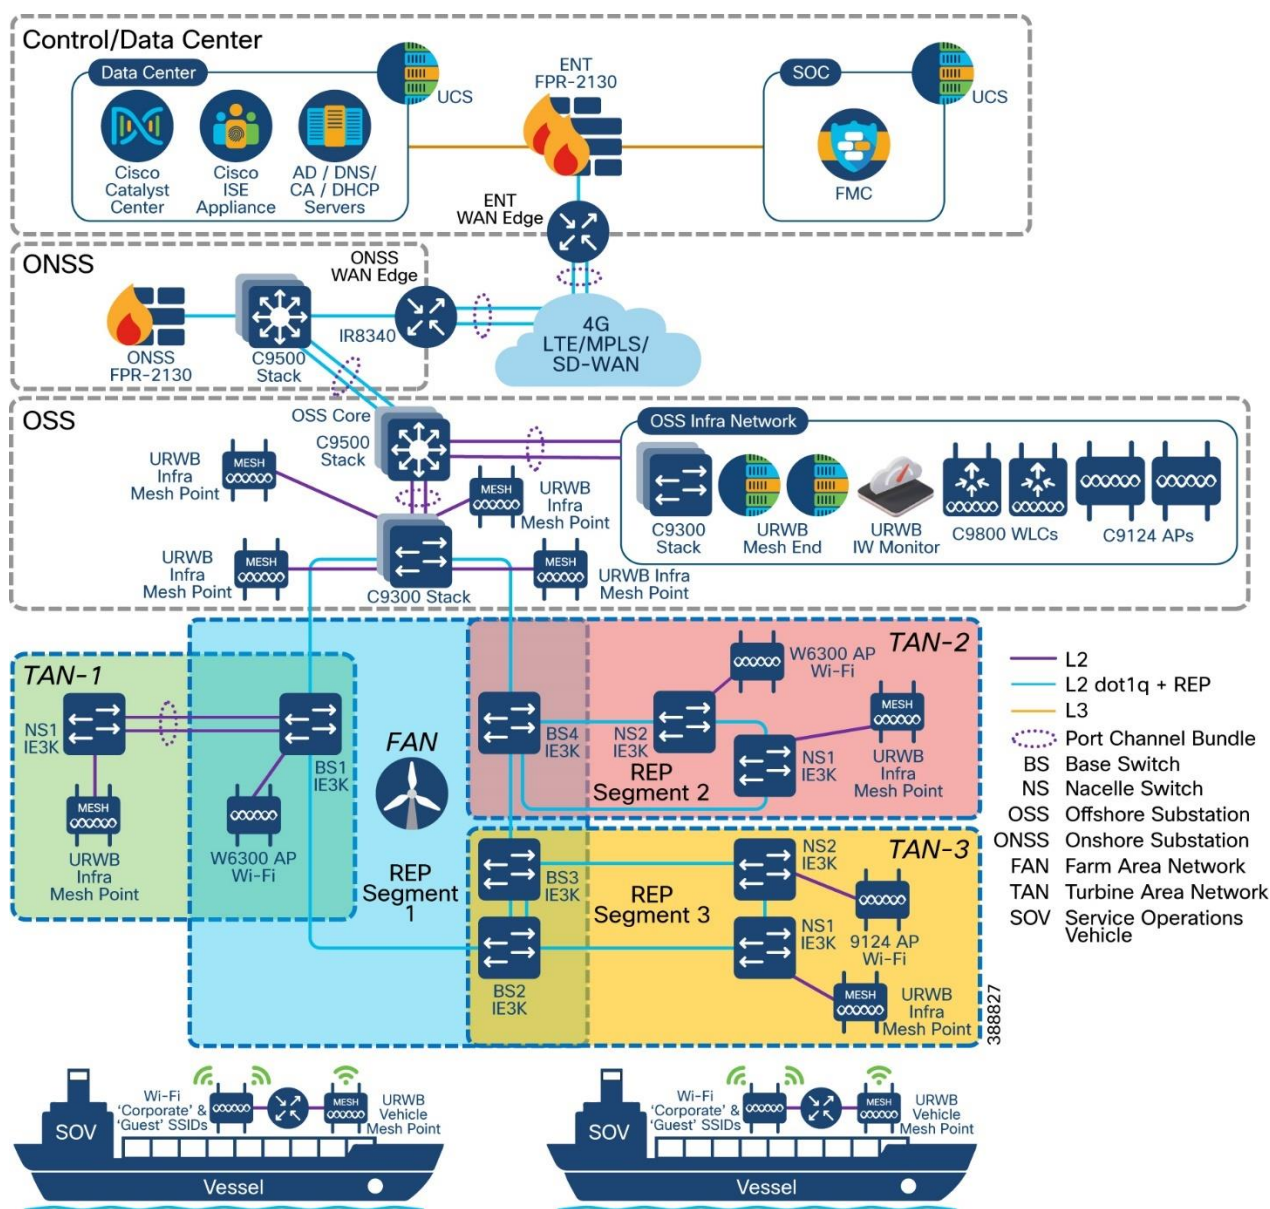 Control/Data Center
Data Center
UCS
Cisco
Catalyst
Center
Cisco
ISE
Appliance
AD / DNS/
CA / DHCP
Servers
ENT
FPR-2130
SOC
UCS
FMC
ENT
WAN Edge
ONSS
ONSS
WAN Edge
ONSS
FPR-2130
C9500
Stack
IR8340
4G
LTE/MPLS/
SD-WAN
OSS
OSS Core
C9500
Stack
URWB
Infra
Mesh Point
MESH
MESH
URWB
Infra
Mesh Point
URWB
Infra
Mesh Point
MESH
C9300 Stack
MESH
URWB Infra
Mesh Point
OSS Infra Network
C9300
Stack
URWB
Mesh End
URWB
IW Monitor
C9800 WLCs
C9124 APs
TAN-1
NS1
IE3K
BS1
IE3K
MESH
URWB
Infra
Mesh Point
W6300 AP
Wi-Fi
FAN
REP
Segment
1
TAN-2
W6300 AP
Wi-Fi
BS4
IE3K
NS2
IE3K
NS1
IE3K
MESH
URWB
Infra
Mesh Point
REP
Segment 2
TAN-3
BS3
IE3K
NS2
IE3K
REP
Segment 3
9124 AP
Wi-Fi
NS1
IE3K
BS2
IE3K
MESH
URWB
Infra
Mesh Point
L2
L2 dot1q + REP
L3
Port Channel Bundle
BS Base Switch
NS Nacelle Switch
OSS Offshore Substation
ONSS Onshore Substation
FAN Farm Area Network
TAN Turbine Area Network
SOV Service Operations
Vehicle
388827
SOV
Wi-Fi
'Corporate' &
'Guest' SSIDs
MESH
URWB
Vehicle
Mesh Point
Vessel
SOV
Wi-Fi
'Corporate' &
'Guest' SSIDs
MESH
URWB
Vehicle
Mesh Point
Vessel